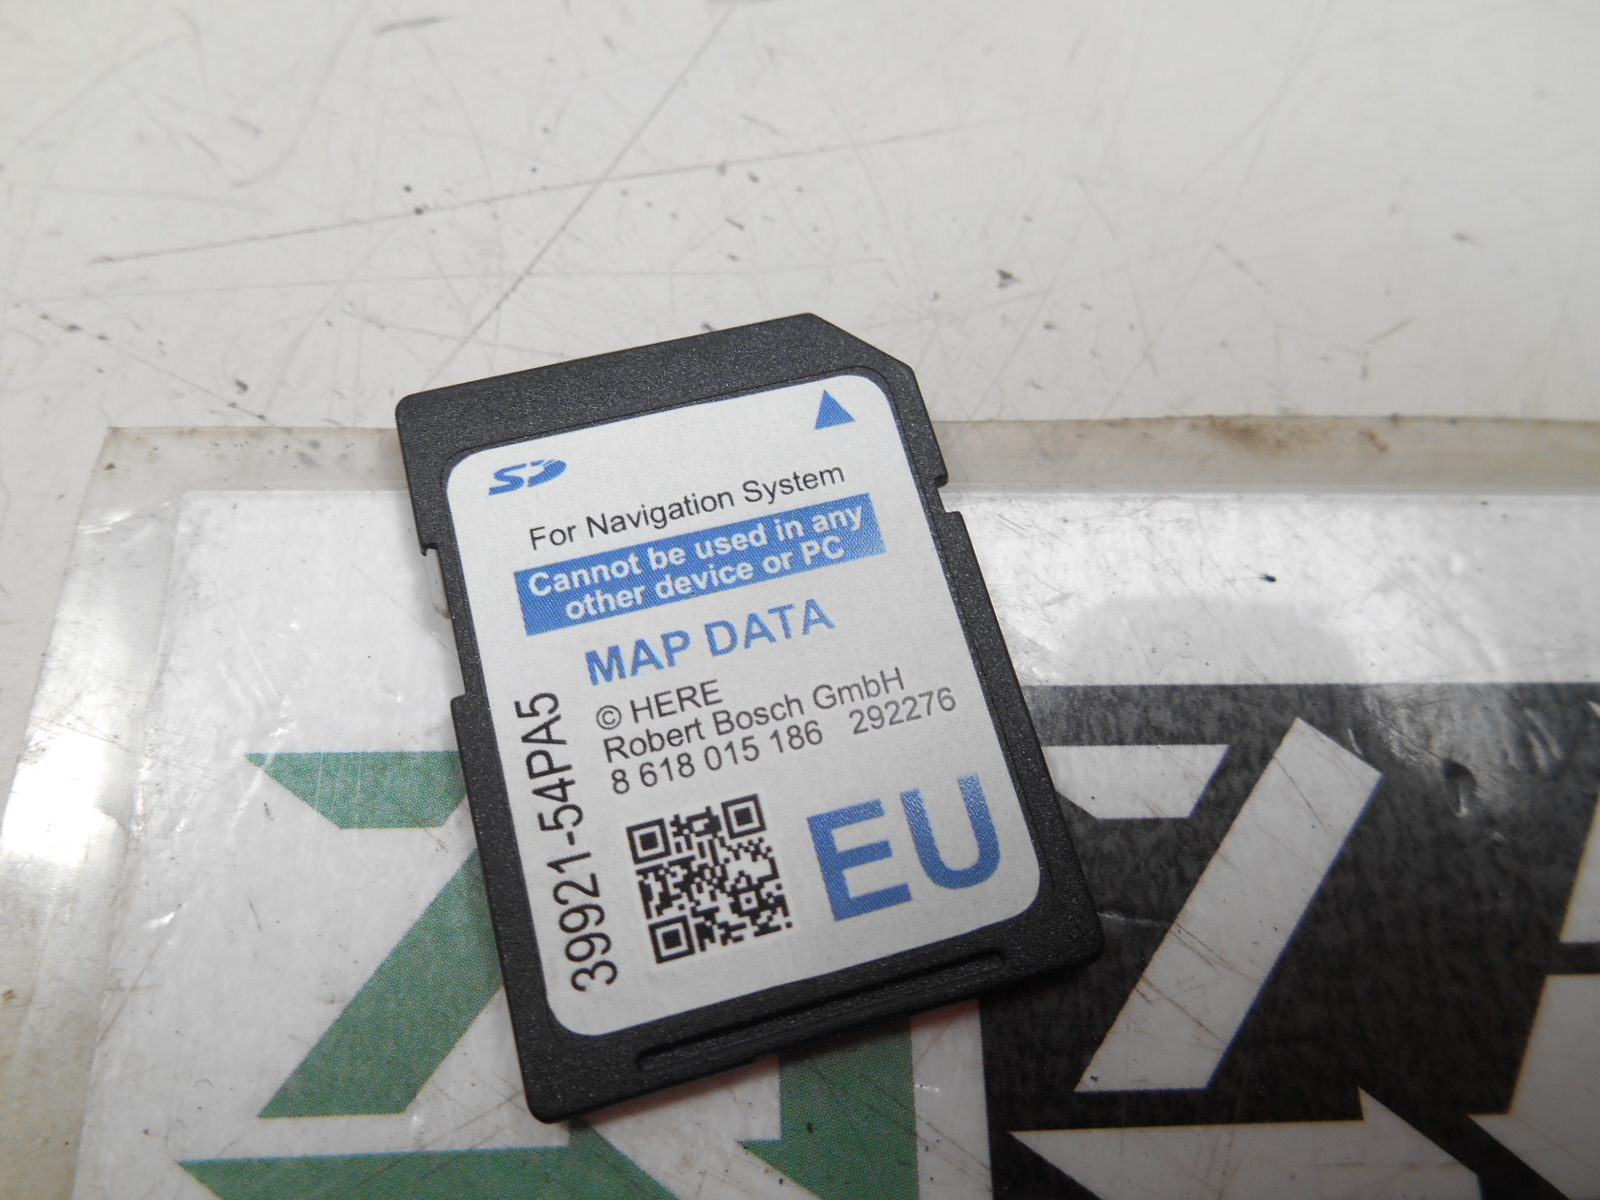 SD
For Navigation System
Cannot be used in any
other device or PC
MAP DATA
© HERE
Robert Bosch GmbH
8 618 015 186 292276
39921-54PA5
EU